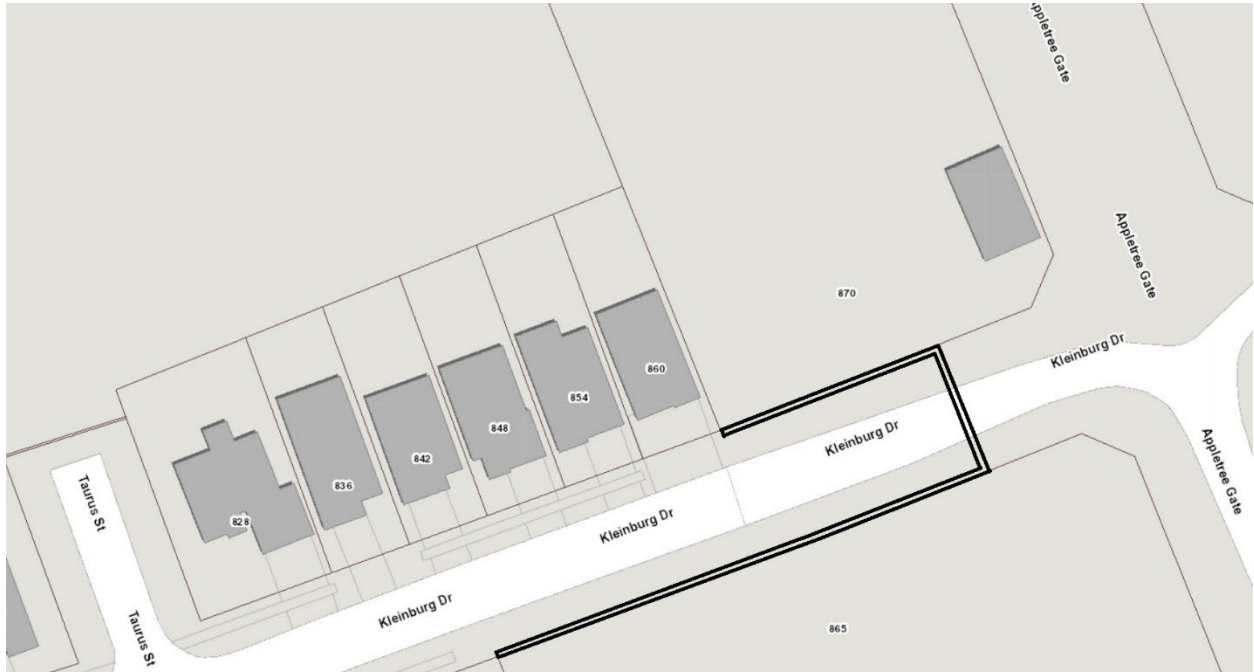 Appletree Gate
Appletree Gate
870
Kleinburg Dr
860
Kleinburg Dr
854
848
Appletree Gate
842
836
Taurus St
828
Kleinburg Dr
Kleinburg Dr
865
Taurus St